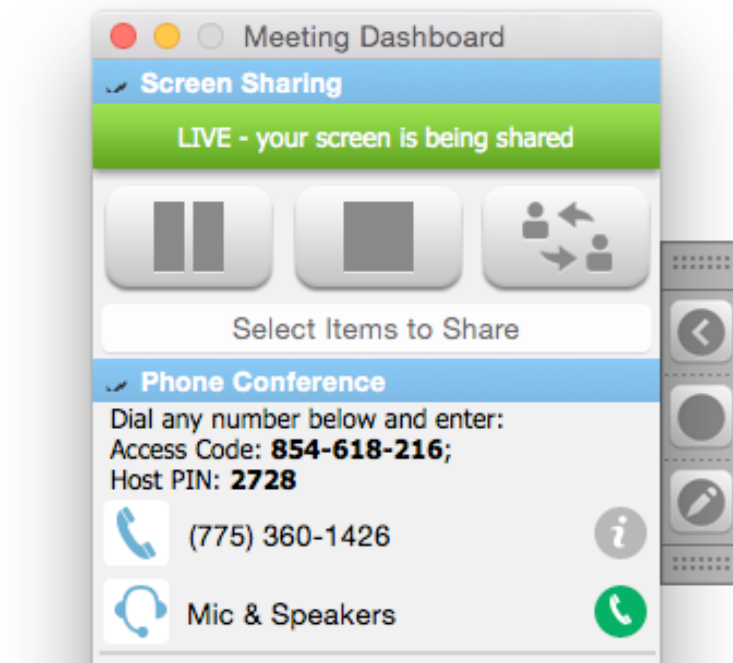 Meeting Dashboard
Screen Sharing
LIVE - your screen is being shared
Select Items to Share
Phone Conference
Dial any number below and enter:
Access Code: 854-618-216;
Host PIN: 2728
(775) 360-1426
i
Mic & Speakers